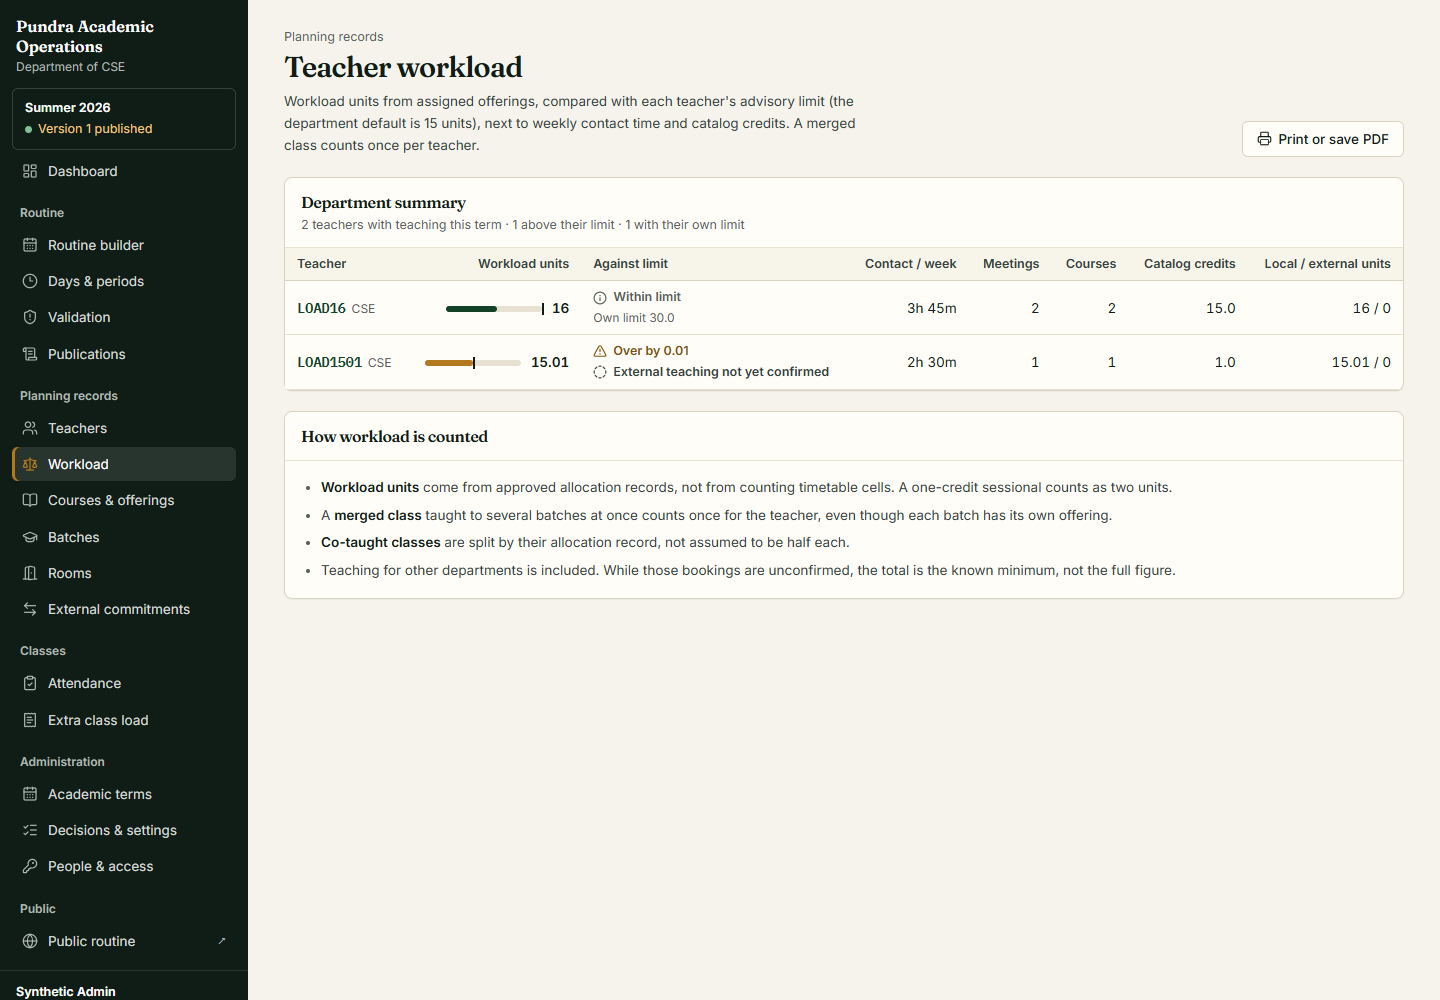 Pundra Academic
Operations
Department of CSE
Summer 2026
Version 1 published
Dashboard
Routine
Routine builder
Days & periods
Validation
Publications
Planning records
Teachers
Workload
Courses & offerings
Batches
Rooms
External commitments
Classes
Attendance
Extra class load
Administration
Academic terms
Decisions & settings
People & access
Public
Public routine ↗
Synthetic Admin
Planning records
Teacher workload
Workload units from assigned offerings, compared with each teacher's advisory limit (the
department default is 15 units), next to weekly contact time and catalog credits. A merged
class counts once per teacher.
Print or save PDF
Department summary
2 teachers with teaching this term · 1 above their limit · 1 with their own limit
Teacher Workload units Against limit Contact / week Meetings Courses Catalog credits Local / external units
LOAD16 CSE 16 Within limit 3h 45m 2 2 15.0 16 / 0
Own limit 30.0
LOAD1501 CSE 15.01 Over by 0.01 2h 30m 1 1 1.0 15.01 / 0
External teaching not yet confirmed
How workload is counted
• Workload units come from approved allocation records, not from counting timetable cells. A one-credit sessional counts as two units.
• A merged class taught to several batches at once counts once for the teacher, even though each batch has its own offering.
• Co-taught classes are split by their allocation record, not assumed to be half each.
• Teaching for other departments is included. While those bookings are unconfirmed, the total is the known minimum, not the full figure.